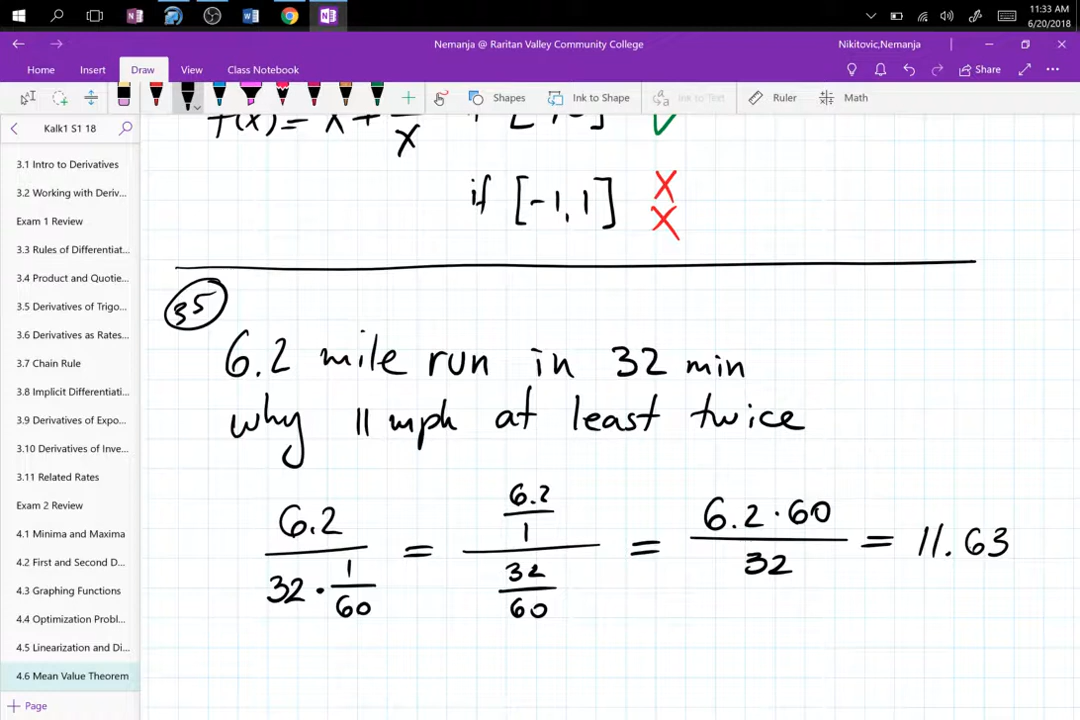 11:33 AM
6/20/2018
Nemanja @ Raritan Valley Community College
Nikitovic,Nemanja
Home Insert Draw View Class Notebook
Share
Shapes Ink to Shape Ink to Text Ruler Math
Kalk1 S1 18
3.1 Intro to Derivatives
3.2 Working with Deriv...
Exam 1 Review
3.3 Rules of Differentiat...
3.4 Product and Quotie...
3.5 Derivatives of Trigo...
3.6 Derivatives as Rates...
3.7 Chain Rule
3.8 Implicit Differentiati...
3.9 Derivatives of Expo...
3.10 Derivatives of Inve...
3.11 Related Rates
Exam 2 Review
4.1 Minima and Maxima
4.2 First and Second D...
4.3 Graphing Functions
4.4 Optimization Probl...
4.5 Linearization and Di...
4.6 Mean Value Theorem
+ Page
if [-1,1] X
X
35
6.2 mile run in 32 min
why 11 mph at least twice
6.2 / (32 · 1/60) = (6.2/1) / (32/60) = (6.2 · 60) / 32 = 11.63